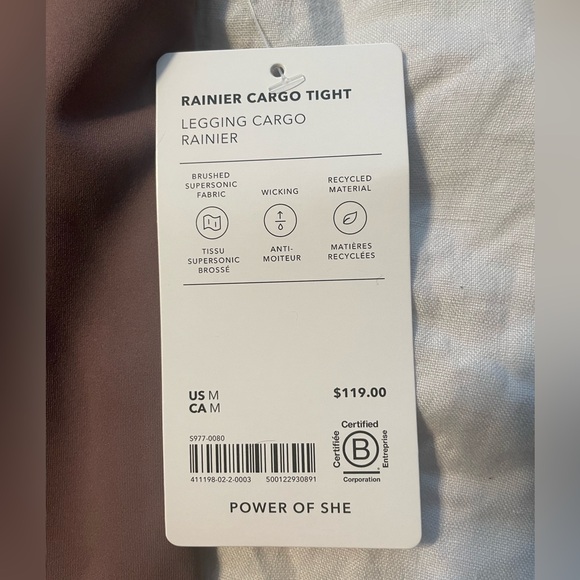 RAINIER CARGO TIGHT
LEGGING CARGO
RAINIER
BRUSHED
SUPERSONIC
FABRIC
TISSU
SUPERSONIC
BROSSÉ
WICKING
ANTI-
MOITEUR
RECYCLED
MATERIAL
MATIÈRES
RECYCLÉES
US M
CA M
$119.00
S977-0080
411198-02-2-0003 500122930891
Certified
Certifiée
B
Entreprise
Corporation
POWER OF SHE